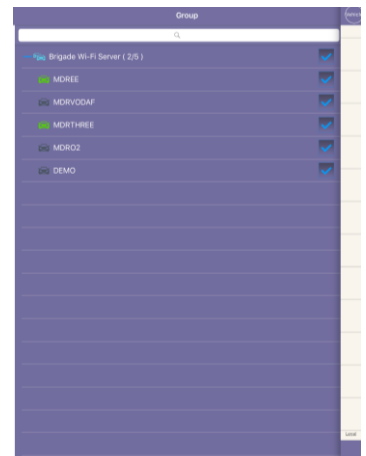 Group
Brigade Wi-Fi Server ( 2/5 )
MDREE
MDRVODAF
MDRTHREE
MDRO2
DEMO